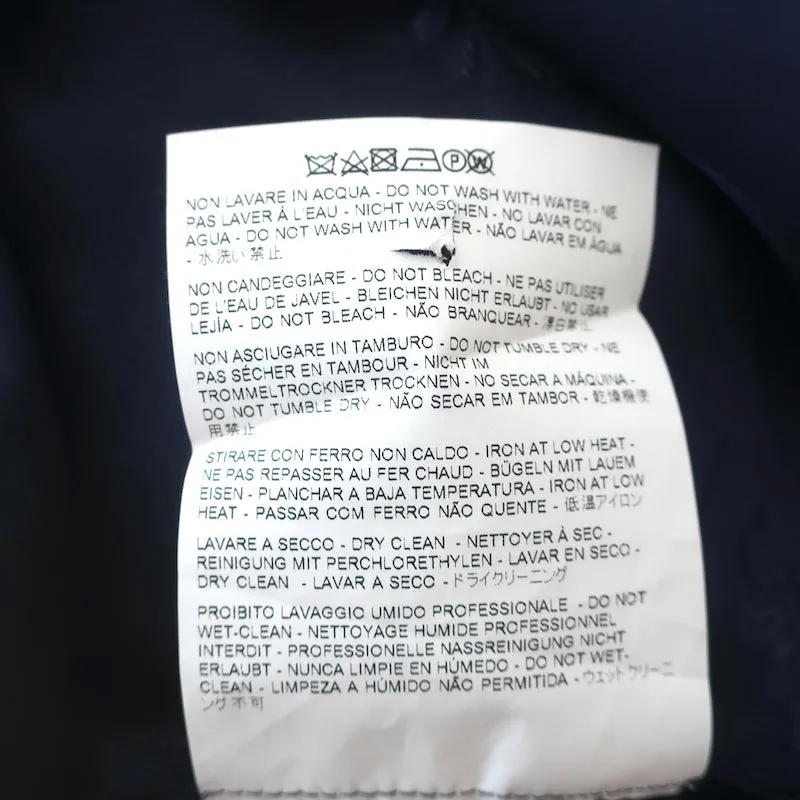 P W
NON LAVARE IN ACQUA - DO NOT WASH WITH WATER - NE
PAS LAVER À L'EAU - NICHT WASCHEN - NO LAVAR CON
AGUA - DO NOT WASH WITH WATER - NÃO LAVAR EM ÁGUA
- 水洗い禁止
NON CANDEGGIARE - DO NOT BLEACH - NE PAS UTILISER
DE L'EAU DE JAVEL - BLEICHEN NICHT ERLAUBT - NO USAR
LEJÍA - DO NOT BLEACH - NÃO BRANQUEAR - 漂白禁止
NON ASCIUGARE IN TAMBURO - DO NOT TUMBLE DRY - NE
PAS SÉCHER EN TAMBOUR - NICHT IM
TROMMELTROCKNER TROCKNEN - NO SECAR A MÁQUINA -
DO NOT TUMBLE DRY - NÃO SECAR EM TAMBOR - 乾燥機使
用禁止
STIRARE CON FERRO NON CALDO - IRON AT LOW HEAT -
NE PAS REPASSER AU FER CHAUD - BÜGELN MIT LAUEM
EISEN - PLANCHAR A BAJA TEMPERATURA - IRON AT LOW
HEAT - PASSAR COM FERRO NÃO QUENTE - 低温アイロン
LAVARE A SECCO - DRY CLEAN - NETTOYER À SEC -
REINIGUNG MIT PERCHLORETHYLEN - LAVAR EN SECO -
DRY CLEAN - LAVAR A SECO - ドライクリーニング
PROIBITO LAVAGGIO UMIDO PROFESSIONALE - DO NOT
WET-CLEAN - NETTOYAGE HUMIDE PROFESSIONNEL
INTERDIT - PROFESSIONELLE NASSREINIGUNG NICHT
ERLAUBT - NUNCA LIMPIE EN HÚMEDO - DO NOT WET-
CLEAN - LIMPEZA A HÚMIDO NÃO PERMITIDA - ウェットクリーニ
ング不可